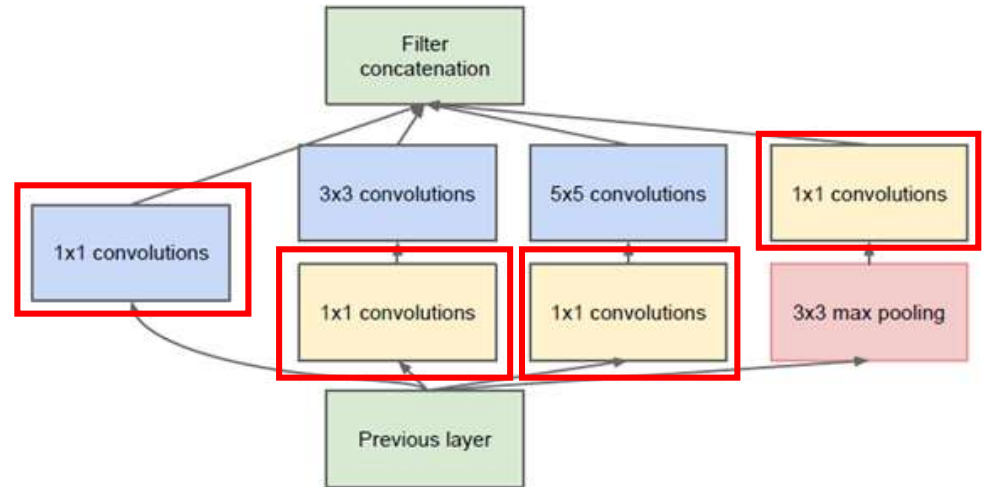 Filter
concatenation
3x3 convolutions
5x5 convolutions
1x1 convolutions
1x1 convolutions
1x1 convolutions
1x1 convolutions
3x3 max pooling
Previous layer